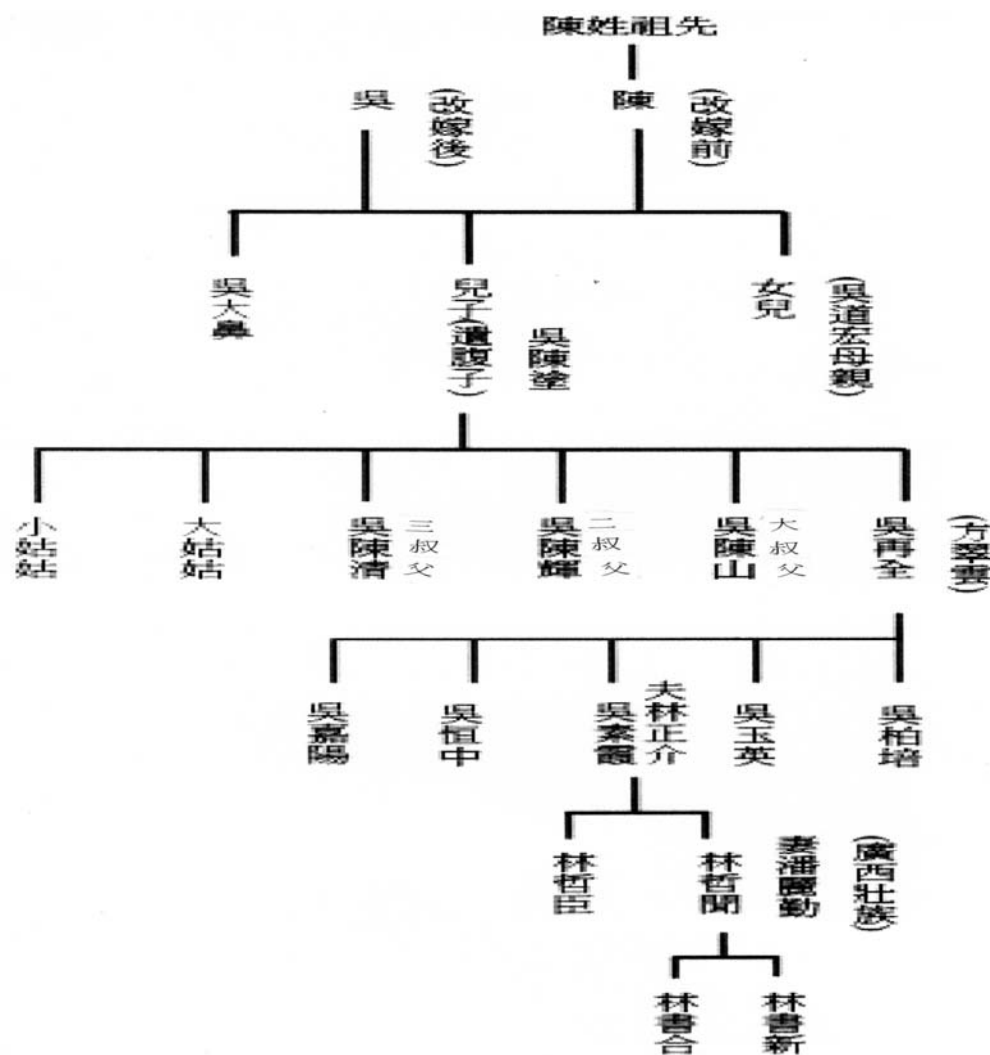 陳姓祖先
(改嫁前)
陳
(改嫁後)
吳
(吳道宏母親)
女兒
吳陳塗
兒子(遺腹子)
吳大鼻
(方翠雲)
吳再全
大叔父
吳陳山
二叔父
吳陳輝
三叔父
吳陳清
大姑姑
小姑姑
吳柏培
吳玉英
夫林正介
吳素霞
吳恒中
吳嘉陽
(廣西壯族)
妻潘麗勤
林哲聞
林哲臣
林書新
林書合